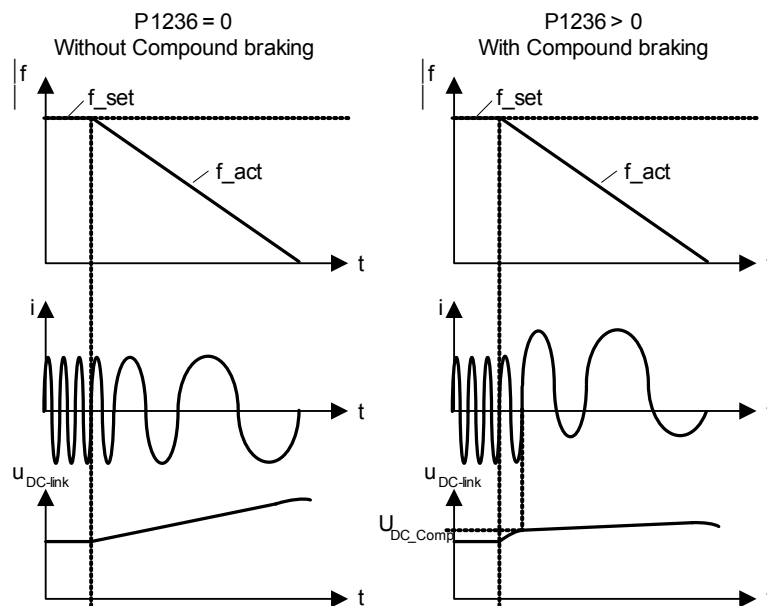 P1236 = 0
Without Compound braking
|f|
f_set
f_act
t
i
t
u DC-link
t
P1236 > 0
With Compound braking
|f|
f_set
f_act
t
i
t
u DC-link
U DC_Comp
t